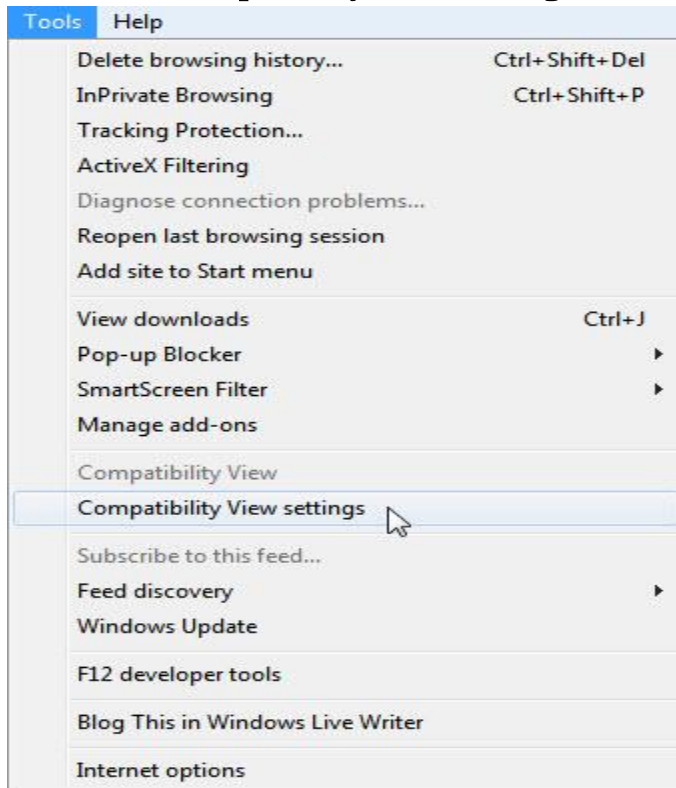 Tools Help
Delete browsing history... Ctrl+Shift+Del
InPrivate Browsing Ctrl+Shift+P
Tracking Protection...
ActiveX Filtering
Diagnose connection problems...
Reopen last browsing session
Add site to Start menu
View downloads Ctrl+J
Pop-up Blocker
SmartScreen Filter
Manage add-ons
Compatibility View
Compatibility View settings
Subscribe to this feed...
Feed discovery
Windows Update
F12 developer tools
Blog This in Windows Live Writer
Internet options